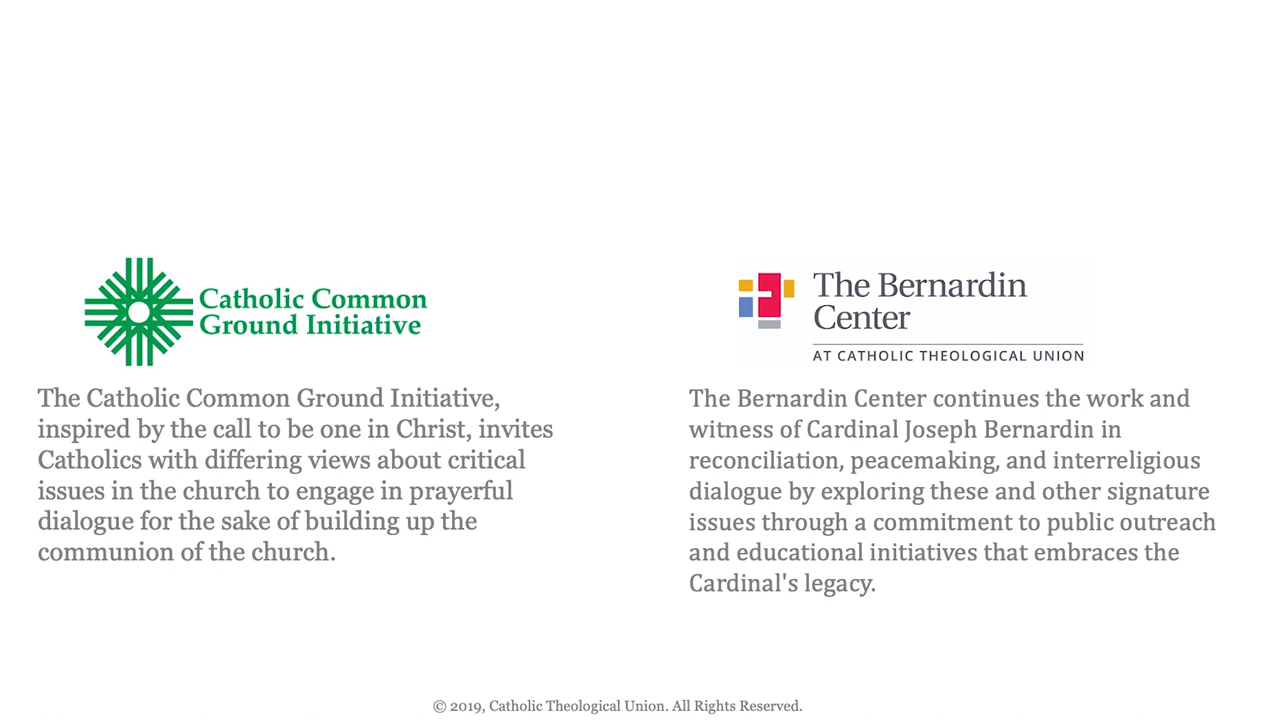 Catholic Common
Ground Initiative
The Catholic Common Ground Initiative,
inspired by the call to be one in Christ, invites
Catholics with differing views about critical
issues in the church to engage in prayerful
dialogue for the sake of building up the
communion of the church.
The Bernardin
Center
AT CATHOLIC THEOLOGICAL UNION
The Bernardin Center continues the work and
witness of Cardinal Joseph Bernardin in
reconciliation, peacemaking, and interreligious
dialogue by exploring these and other signature
issues through a commitment to public outreach
and educational initiatives that embraces the
Cardinal's legacy.
© 2019, Catholic Theological Union. All Rights Reserved.